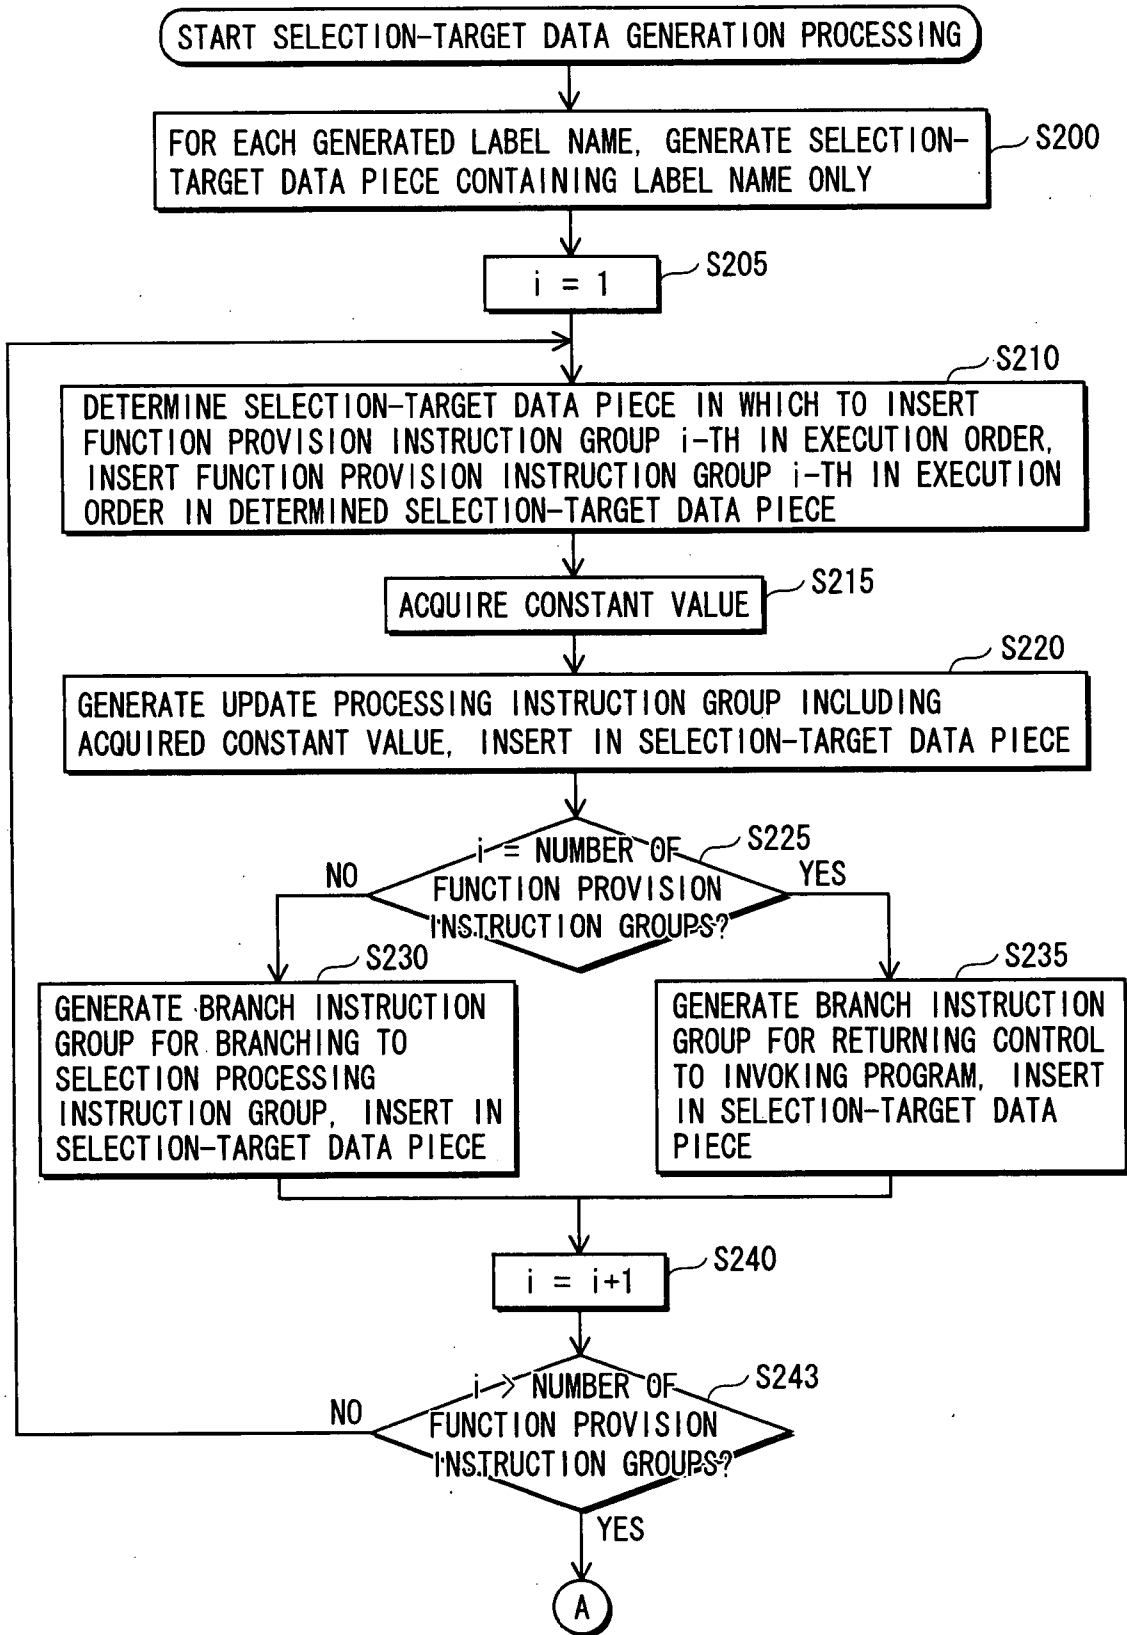 START SELECTION-TARGET DATA GENERATION PROCESSING
FOR EACH GENERATED LABEL NAME, GENERATE SELECTION-
TARGET DATA PIECE CONTAINING LABEL NAME ONLY
S200
i = 1
S205
S210
DETERMINE SELECTION-TARGET DATA PIECE IN WHICH TO INSERT
FUNCTION PROVISION INSTRUCTION GROUP i-TH IN EXECUTION ORDER,
INSERT FUNCTION PROVISION INSTRUCTION GROUP i-TH IN EXECUTION
ORDER IN DETERMINED SELECTION-TARGET DATA PIECE
S215
ACQUIRE CONSTANT VALUE
S220
GENERATE UPDATE PROCESSING INSTRUCTION GROUP INCLUDING
ACQUIRED CONSTANT VALUE, INSERT IN SELECTION-TARGET DATA PIECE
S225
i = NUMBER OF
FUNCTION PROVISION
INSTRUCTION GROUPS?
NO
YES
S230
GENERATE BRANCH INSTRUCTION
GROUP FOR BRANCHING TO
SELECTION PROCESSING
INSTRUCTION GROUP, INSERT IN
SELECTION-TARGET DATA PIECE
S235
GENERATE BRANCH INSTRUCTION
GROUP FOR RETURNING CONTROL
TO INVOKING PROGRAM, INSERT
IN SELECTION-TARGET DATA
PIECE
S240
i = i+1
S243
i > NUMBER OF
FUNCTION PROVISION
INSTRUCTION GROUPS?
NO
YES
A